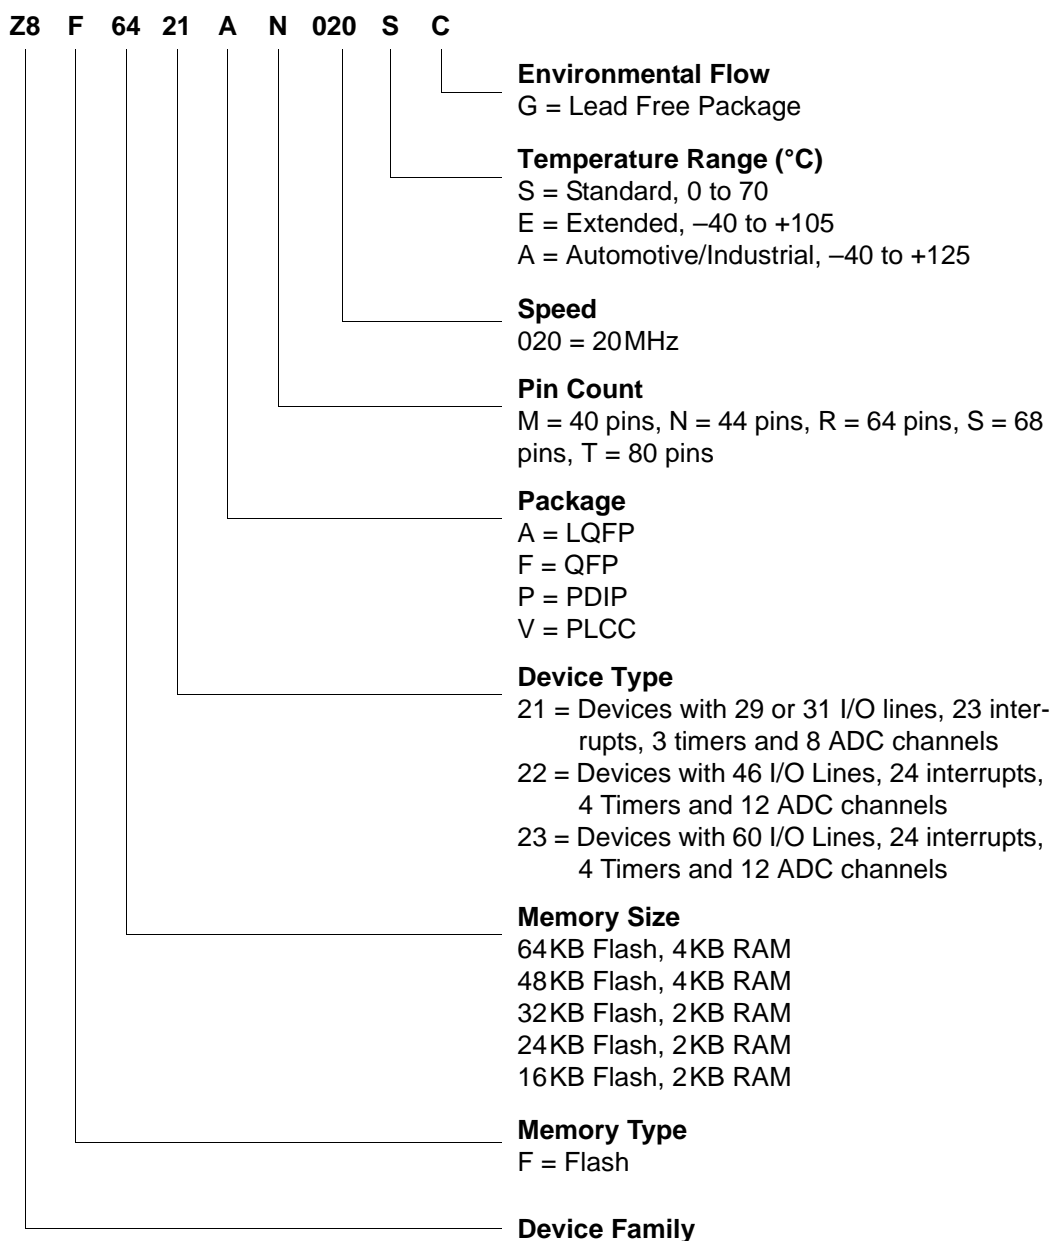 Z8 F 64 21 A N 020 S C
Environmental Flow
G = Lead Free Package
Temperature Range (°C)
S = Standard, 0 to 70
E = Extended, –40 to +105
A = Automotive/Industrial, –40 to +125
Speed
020 = 20MHz
Pin Count
M = 40 pins, N = 44 pins, R = 64 pins, S = 68
pins, T = 80 pins
Package
A = LQFP
F = QFP
P = PDIP
V = PLCC
Device Type
21 = Devices with 29 or 31 I/O lines, 23 inter-
rupts, 3 timers and 8 ADC channels
22 = Devices with 46 I/O Lines, 24 interrupts,
4 Timers and 12 ADC channels
23 = Devices with 60 I/O Lines, 24 interrupts,
4 Timers and 12 ADC channels
Memory Size
64KB Flash, 4KB RAM
48KB Flash, 4KB RAM
32KB Flash, 2KB RAM
24KB Flash, 2KB RAM
16KB Flash, 2KB RAM
Memory Type
F = Flash
Device Family